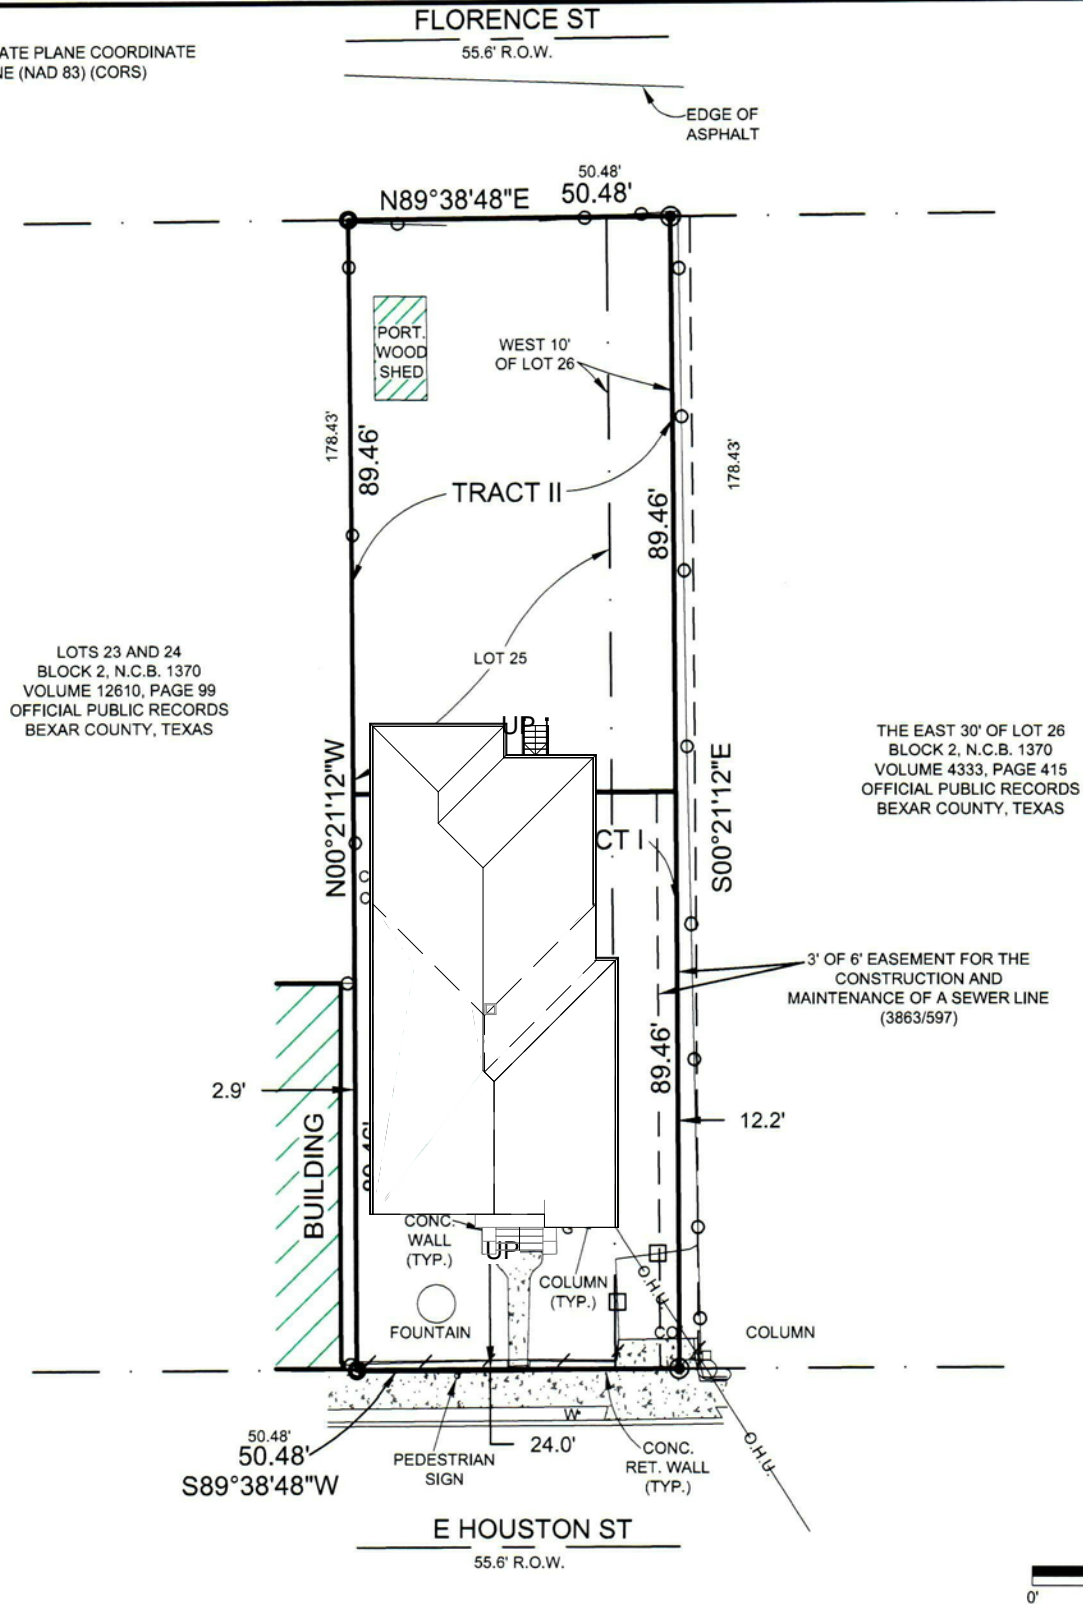 FLORENCE ST
55.6' R.O.W.
ATE PLANE COORDINATE
NE (NAD 83) (CORS)
EDGE OF
ASPHALT
50.48'
N89°38'48"E 50.48'
PORT.
WOOD
SHED
WEST 10'
OF LOT 26
178.43'
89.46'
178.43'
TRACT II
89.46'
LOTS 23 AND 24
BLOCK 2, N.C.B. 1370
VOLUME 12610, PAGE 99
OFFICIAL PUBLIC RECORDS
BEXAR COUNTY, TEXAS
LOT 25
UP
THE EAST 30' OF LOT 26
BLOCK 2, N.C.B. 1370
VOLUME 4333, PAGE 415
OFFICIAL PUBLIC RECORDS
BEXAR COUNTY, TEXAS
N00°21'12"W
S00°21'12"E
CT I
3' OF 6' EASEMENT FOR THE
CONSTRUCTION AND
MAINTENANCE OF A SEWER LINE
(3863/597)
89.46'
2.9'
12.2'
BUILDING
CONC.
WALL
(TYP.)
UP
COLUMN
(TYP.)
O.H.U.
FOUNTAIN
CO
COLUMN
W
50.48'
50.48'
S89°38'48"W
PEDESTRIAN
SIGN
24.0'
CONC.
RET. WALL
(TYP.)
O.H.U.
E HOUSTON ST
55.6' R.O.W.
0'